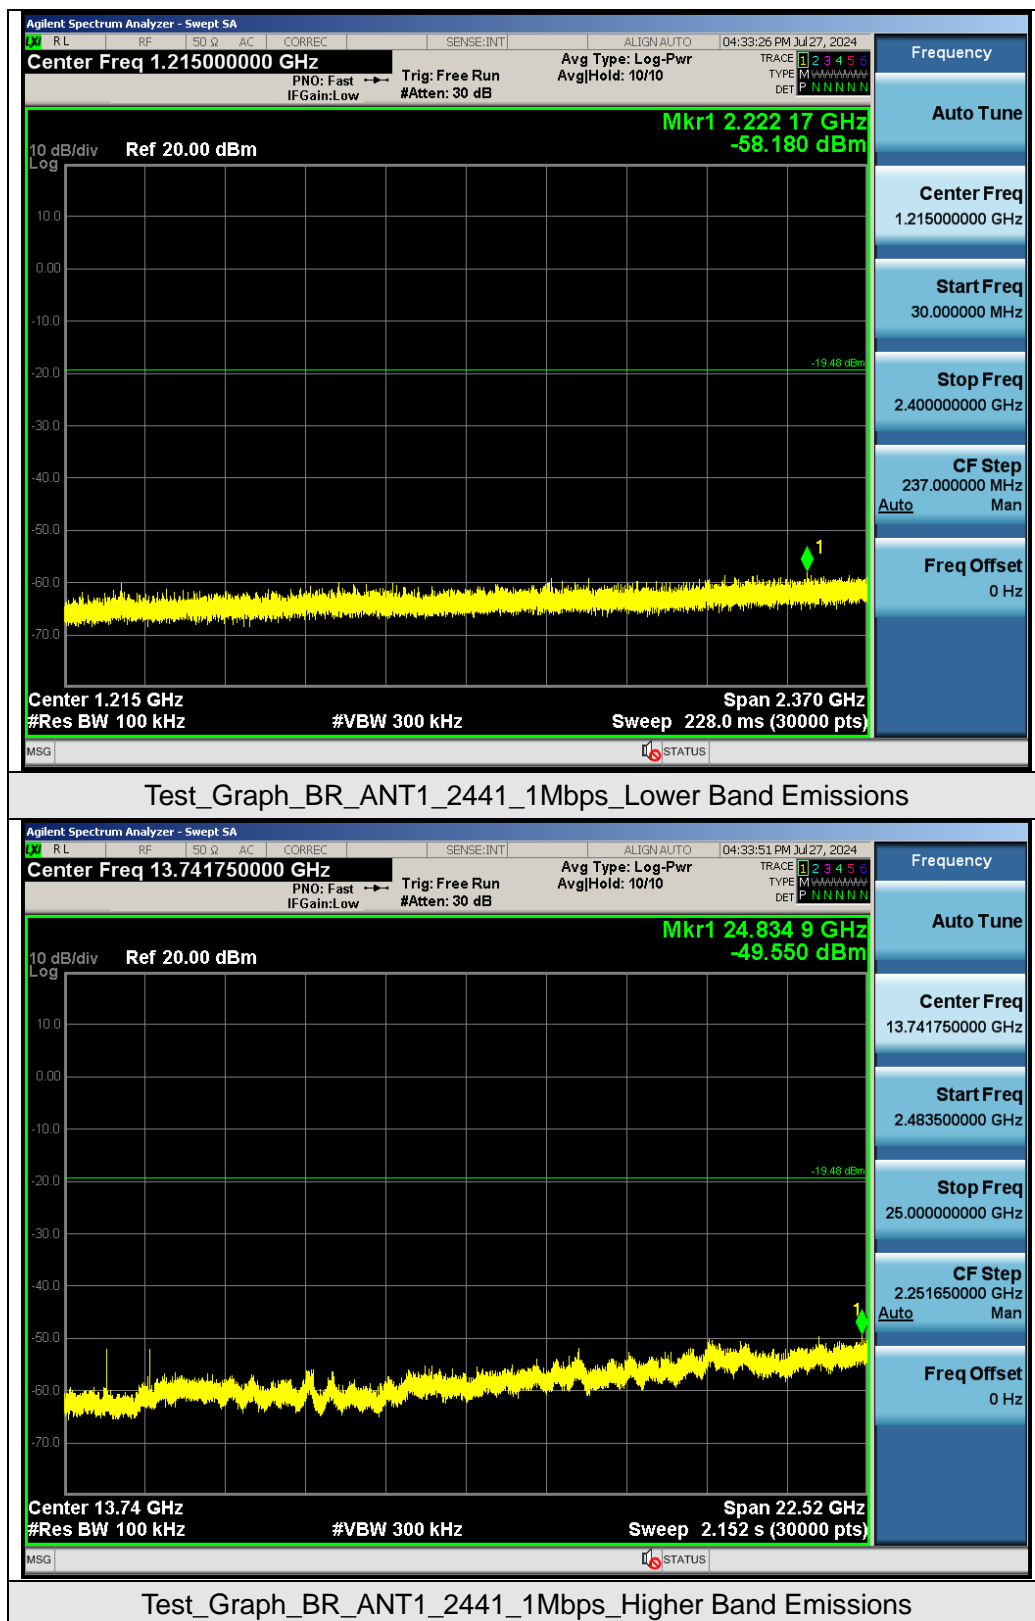 Agilent Spectrum Analyzer - Swept SA
LXI RL RF 50 Ω AC CORREC SENSE:INT ALIGN AUTO 04:33:26 PM Jul 27, 2024
Center Freq 1.215000000 GHz
PNO: Fast
IFGain:Low
Trig: Free Run
#Atten: 30 dB
Avg Type: Log-Pwr
Avg|Hold: 10/10
TRACE 1 2 3 4 5 6
TYPE M
DET P N N N N N
Mkr1 2.222 17 GHz
-58.180 dBm
10 dB/div
Log
Ref 20.00 dBm
10.0
0.00
-10.0
-19.48 dBm
-20.0
-30.0
-40.0
-50.0
1
-60.0
-70.0
Center 1.215 GHz
Span 2.370 GHz
#Res BW 100 kHz
#VBW 300 kHz
Sweep 228.0 ms (30000 pts)
MSG
STATUS
Frequency
Auto Tune
Center Freq
1.215000000 GHz
Start Freq
30.000000 MHz
Stop Freq
2.400000000 GHz
CF Step
237.000000 MHz
Auto Man
Freq Offset
0 Hz
Test_Graph_BR_ANT1_2441_1Mbps_Lower Band Emissions
Agilent Spectrum Analyzer - Swept SA
LXI RL RF 50 Ω AC CORREC SENSE:INT ALIGN AUTO 04:33:51 PM Jul 27, 2024
Center Freq 13.741750000 GHz
PNO: Fast
IFGain:Low
Trig: Free Run
#Atten: 30 dB
Avg Type: Log-Pwr
Avg|Hold: 10/10
TRACE 1 2 3 4 5 6
TYPE M
DET P N N N N N
Mkr1 24.834 9 GHz
-49.550 dBm
10 dB/div
Log
Ref 20.00 dBm
10.0
0.00
-10.0
-19.48 dBm
-20.0
-30.0
-40.0
1
-50.0
-60.0
-70.0
Center 13.74 GHz
Span 22.52 GHz
#Res BW 100 kHz
#VBW 300 kHz
Sweep 2.152 s (30000 pts)
MSG
STATUS
Frequency
Auto Tune
Center Freq
13.741750000 GHz
Start Freq
2.483500000 GHz
Stop Freq
25.000000000 GHz
CF Step
2.251650000 GHz
Auto Man
Freq Offset
0 Hz
Test_Graph_BR_ANT1_2441_1Mbps_Higher Band Emissions